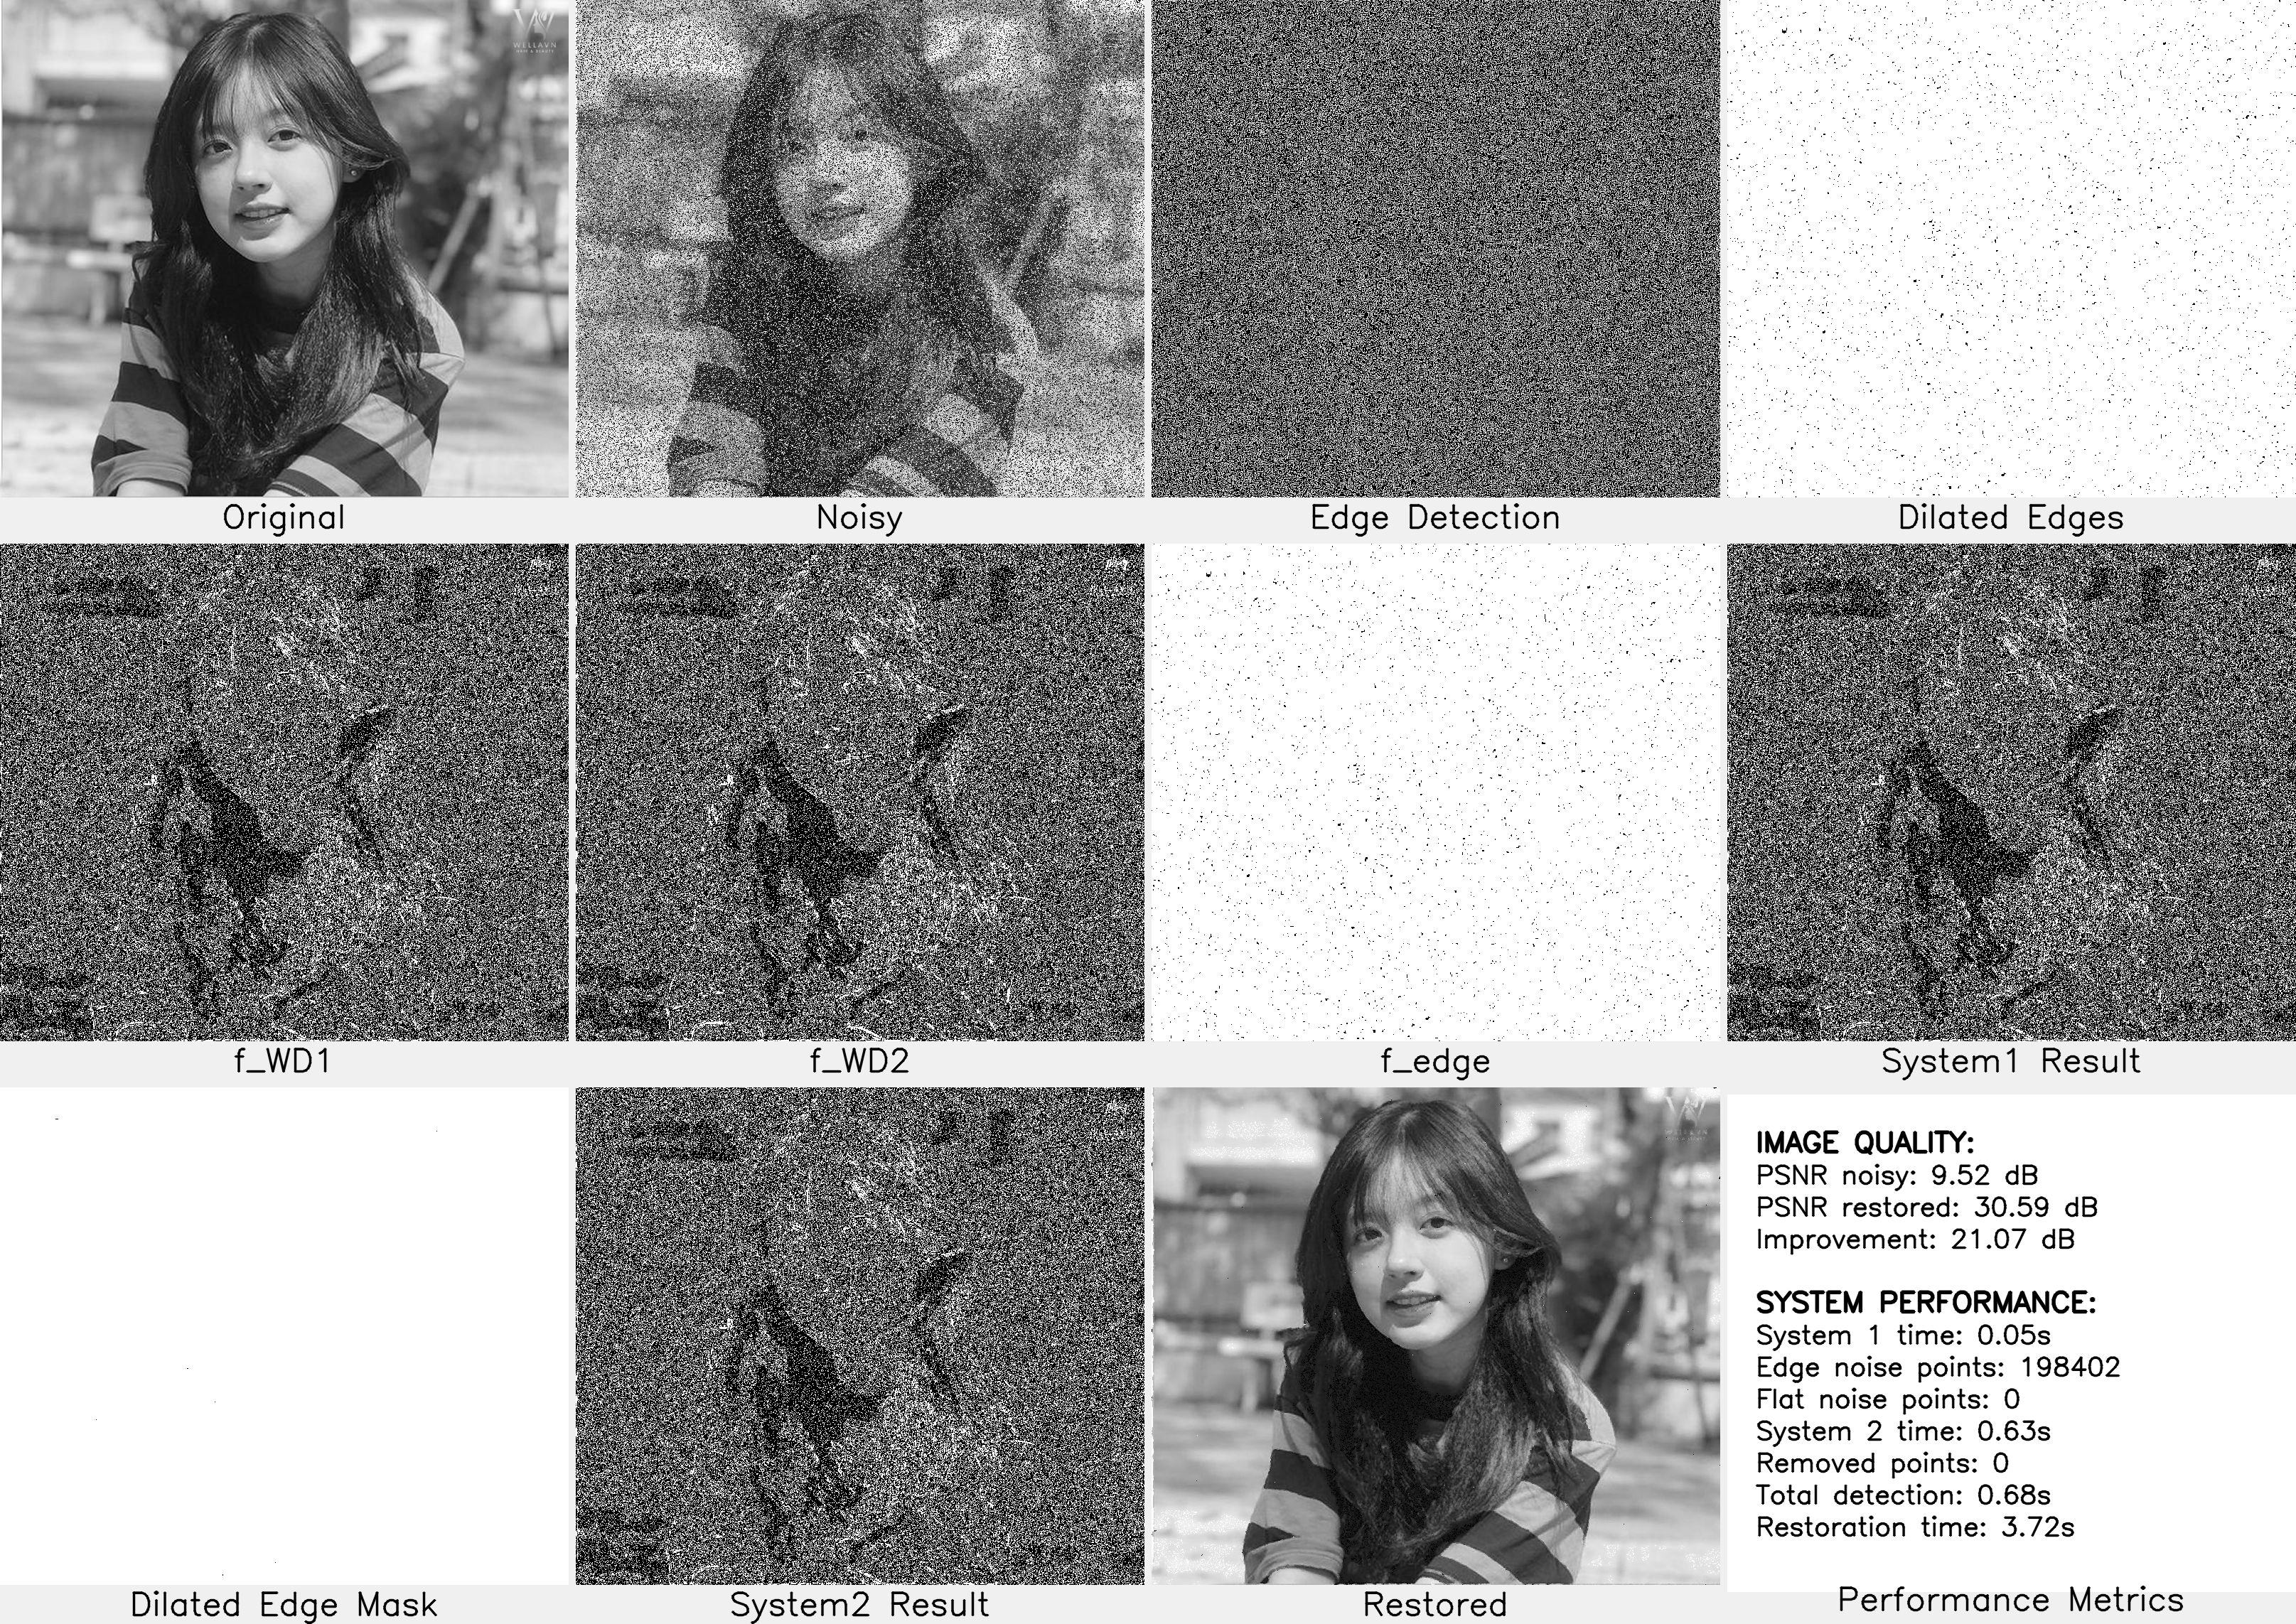 WELLAVN
HAIR & BEAUTY
Original
Noisy
Edge Detection
Dilated Edges
f_WD1
f_WD2
f_edge
System1 Result
IMAGE QUALITY:
PSNR noisy: 9.52 dB
PSNR restored: 30.59 dB
Improvement: 21.07 dB
SYSTEM PERFORMANCE:
System 1 time: 0.05s
Edge noise points: 198402
Flat noise points: 0
System 2 time: 0.63s
Removed points: 0
Total detection: 0.68s
Restoration time: 3.72s
Dilated Edge Mask
System2 Result
Restored
Performance Metrics